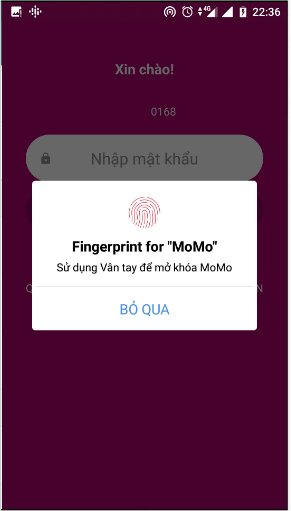 4G
22:36
Xin chào!
0168
Nhập mật khẩu
Fingerprint for "MoMo"
Sử dụng Vân tay để mở khóa MoMo
Q
N
BỎ QUA